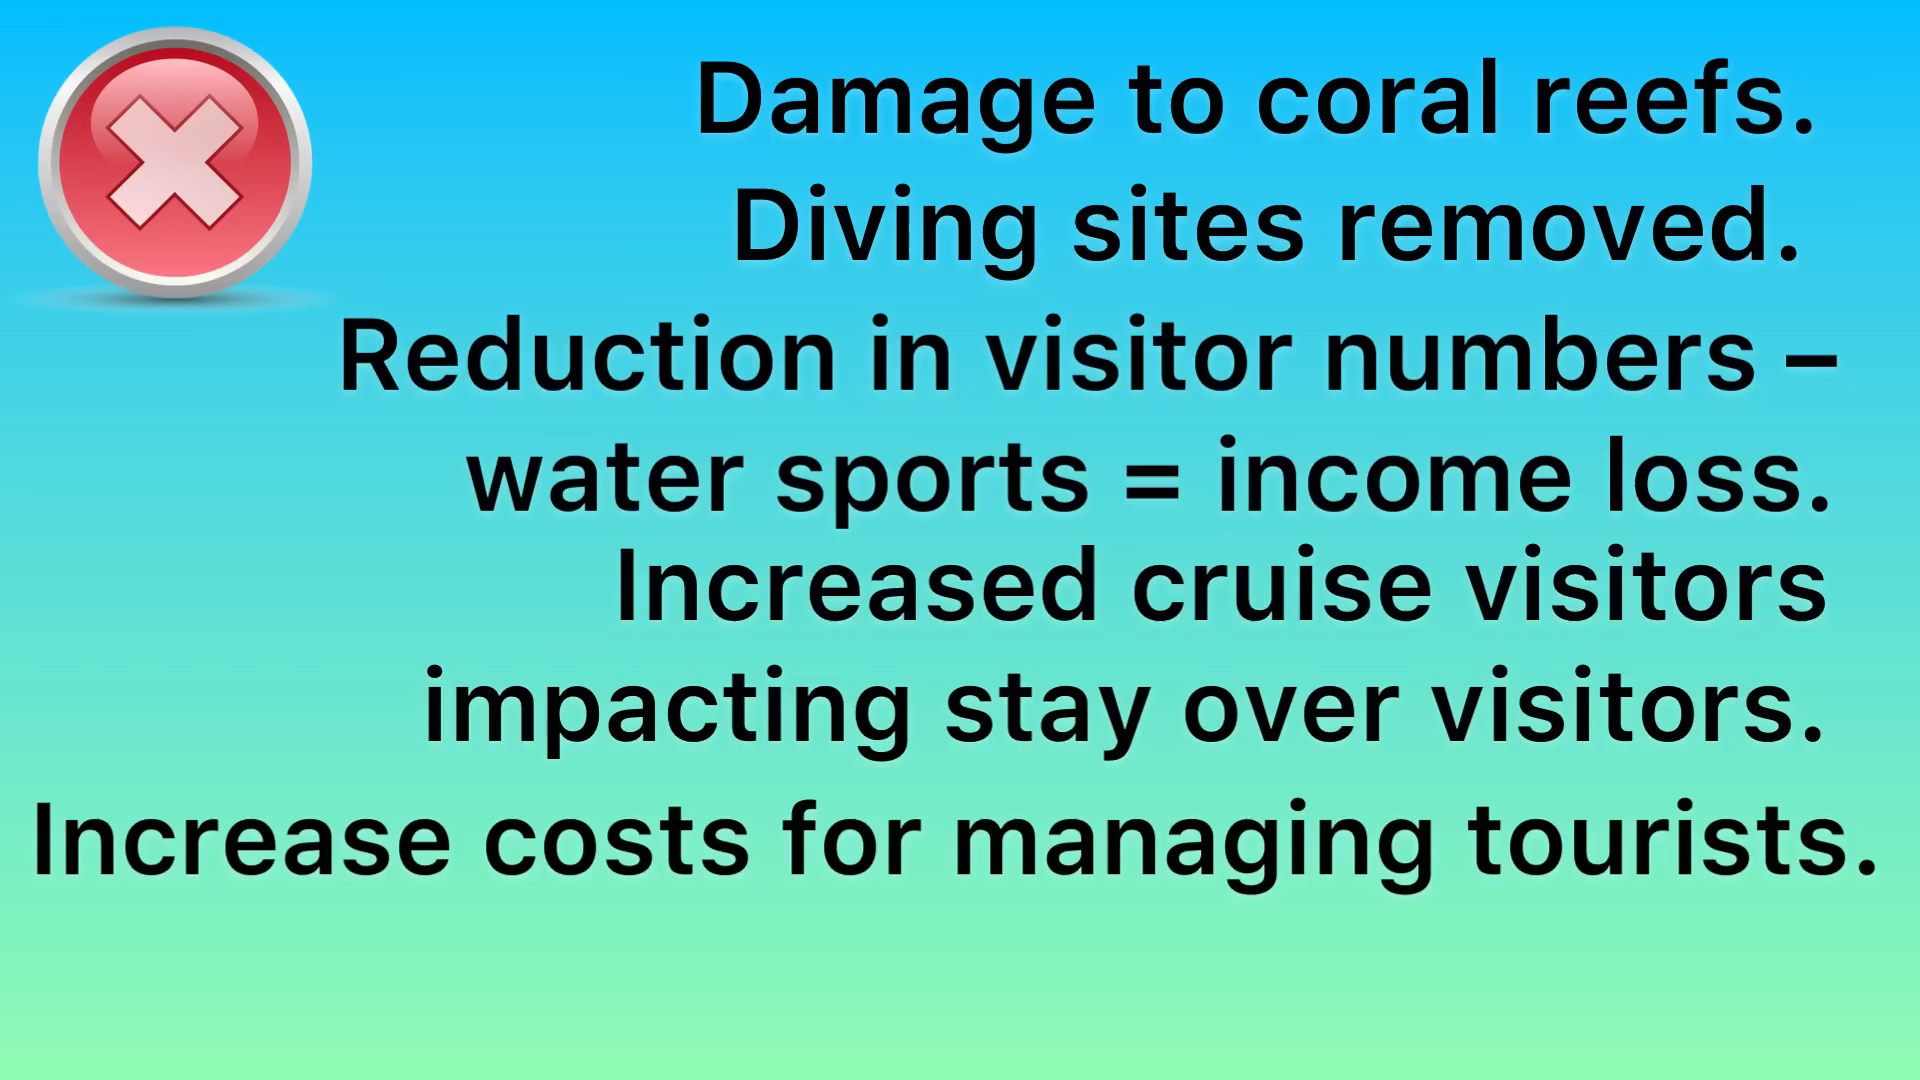 Damage to coral reefs.
Diving sites removed.
Reduction in visitor numbers –
water sports = income loss.
Increased cruise visitors
impacting stay over visitors.
Increase costs for managing tourists.